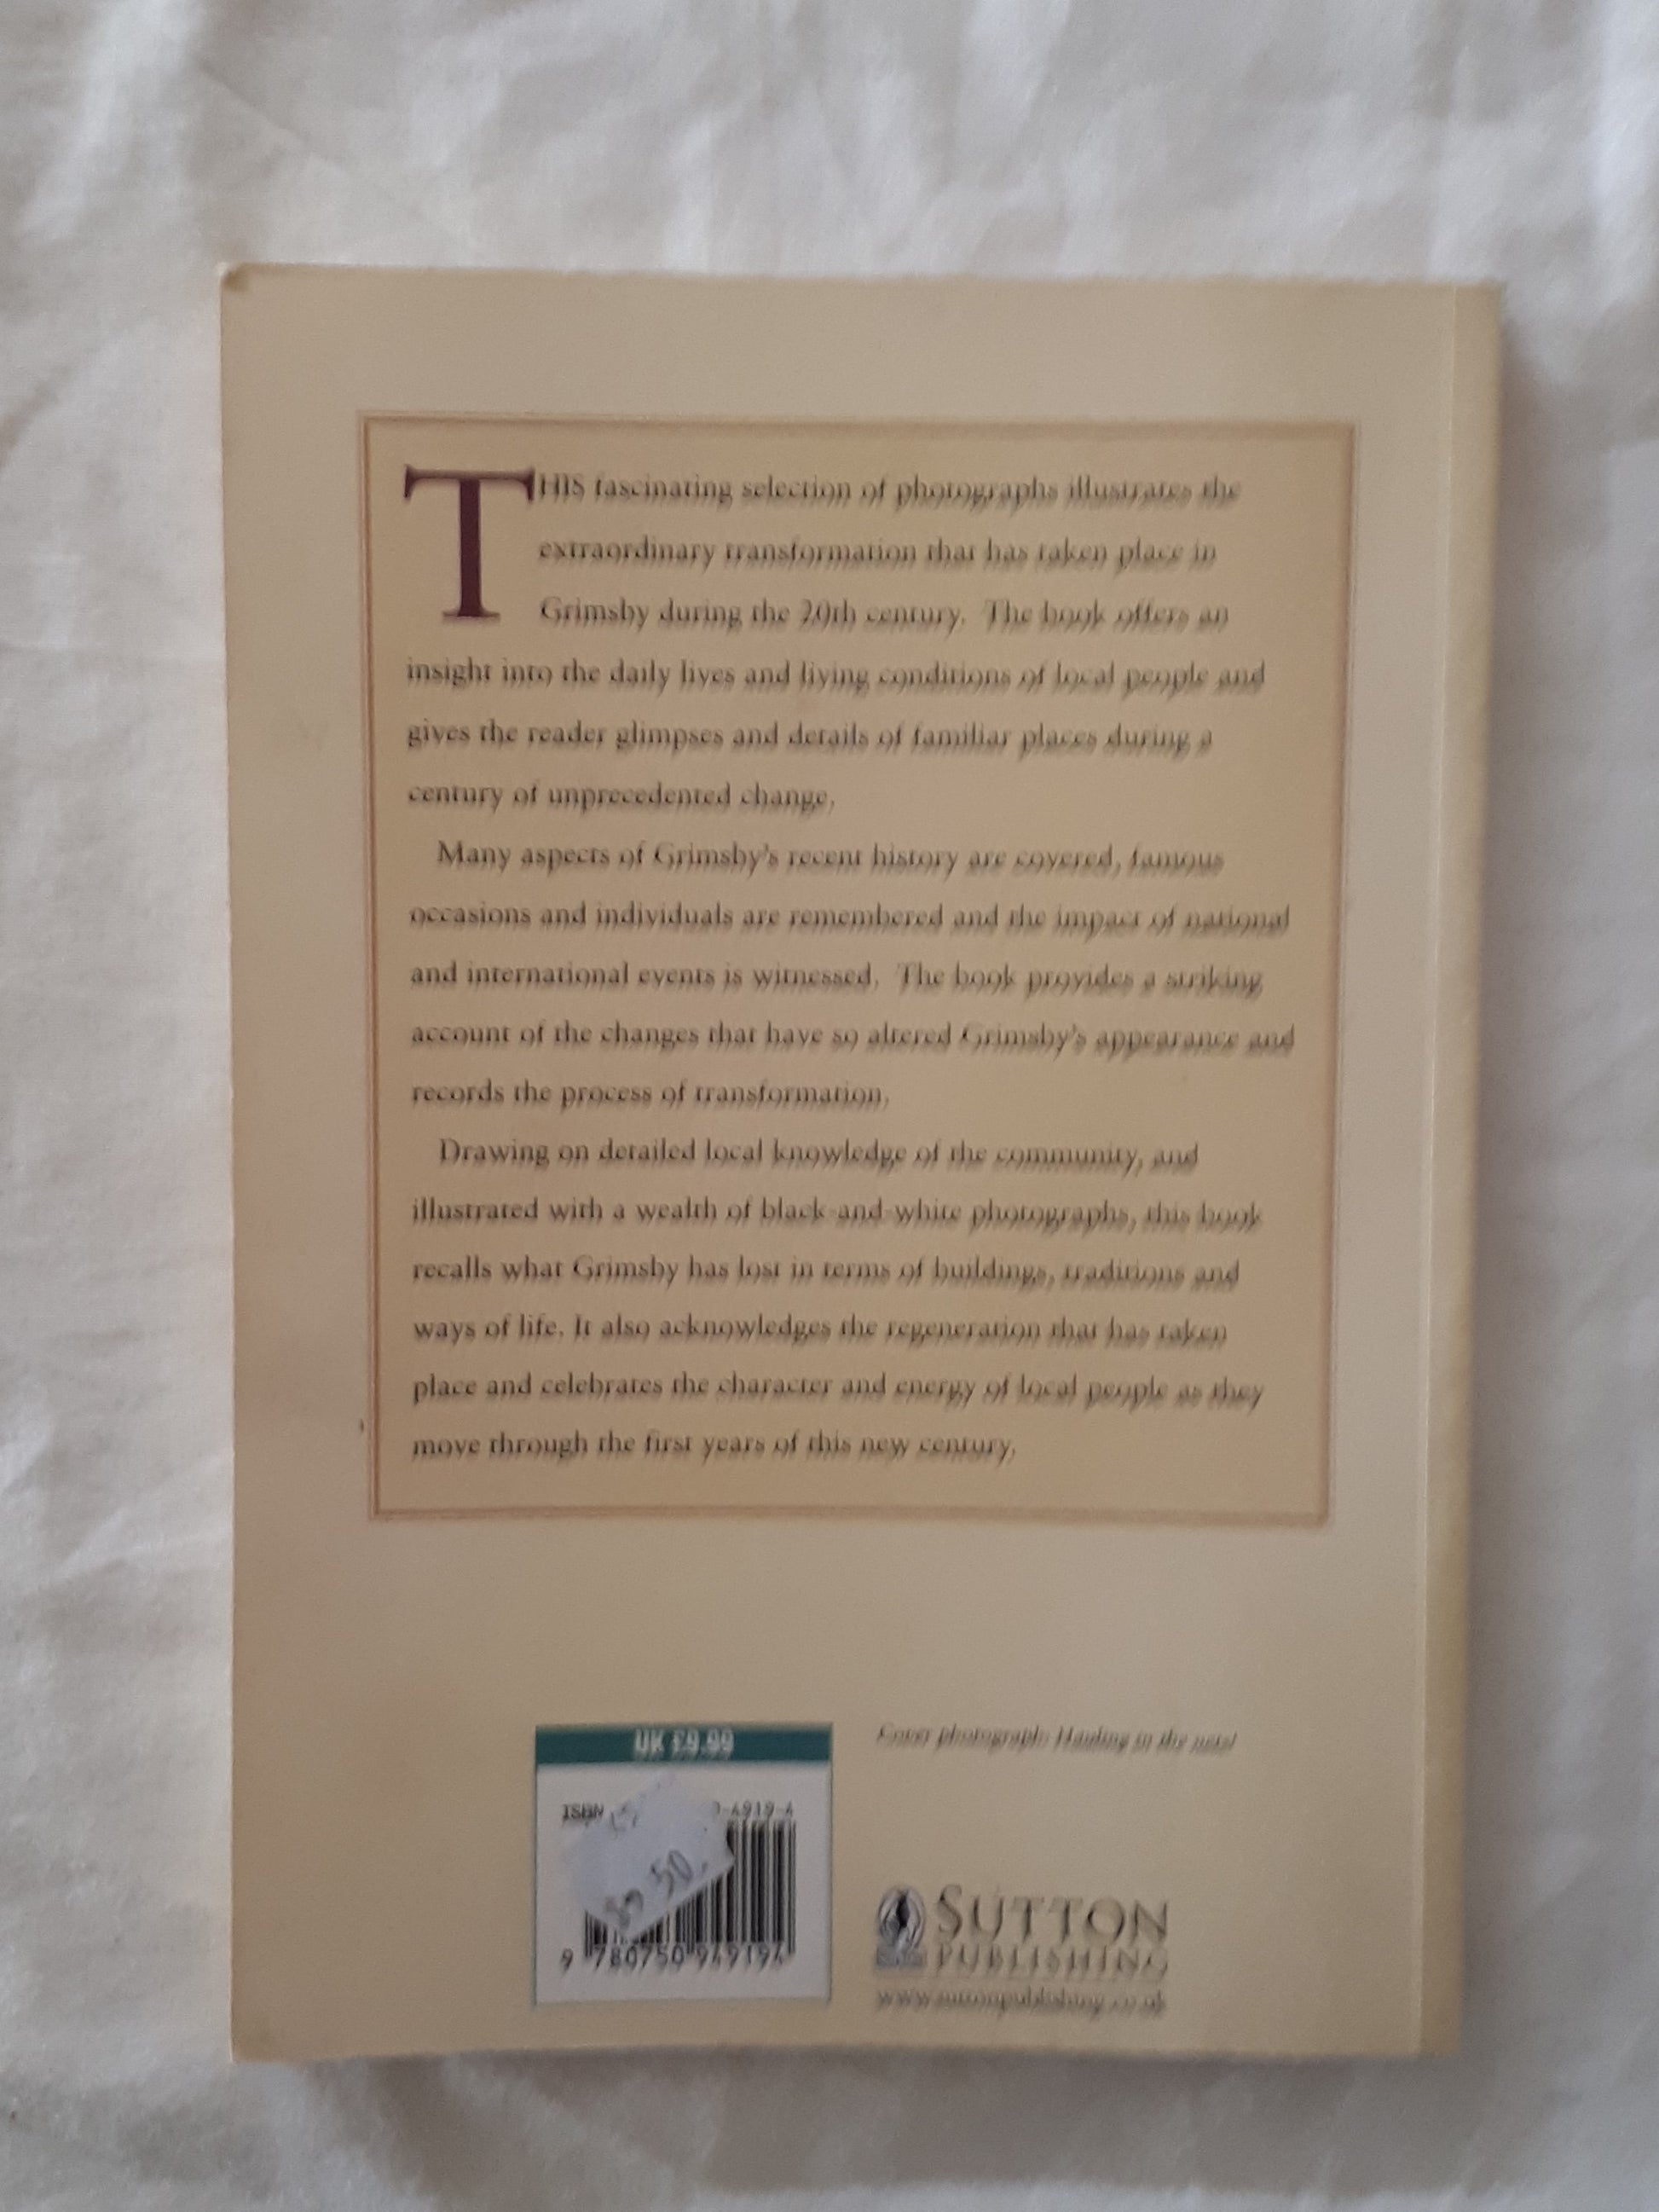 THIS fascinating selection of photographs illustrates the
extraordinary transformation that has taken place in
Grimsby during the 20th century. The book offers an
insight into the daily lives and living conditions of local people and
gives the reader glimpses and details of familiar places during a
century of unprecedented change.
Many aspects of Grimsby's recent history are covered, famous
occasions and individuals are remembered and the impact of national
and international events is witnessed. The book provides a striking
account of the changes that have so altered Grimsby's appearance and
records the process of transformation.
Drawing on detailed local knowledge of the community, and
illustrated with a wealth of black-and-white photographs, this book
recalls what Grimsby has lost in terms of buildings, traditions and
ways of life. It also acknowledges the regeneration that has taken
place and celebrates the character and energy of local people as they
move through the first years of this new century.
Cover photograph: Hauling in the nets!
UK £9.99
ISBN -4919-4
50
9 780750 949194
SUTTON
PUBLISHING
www.suttonpublishing.co.uk